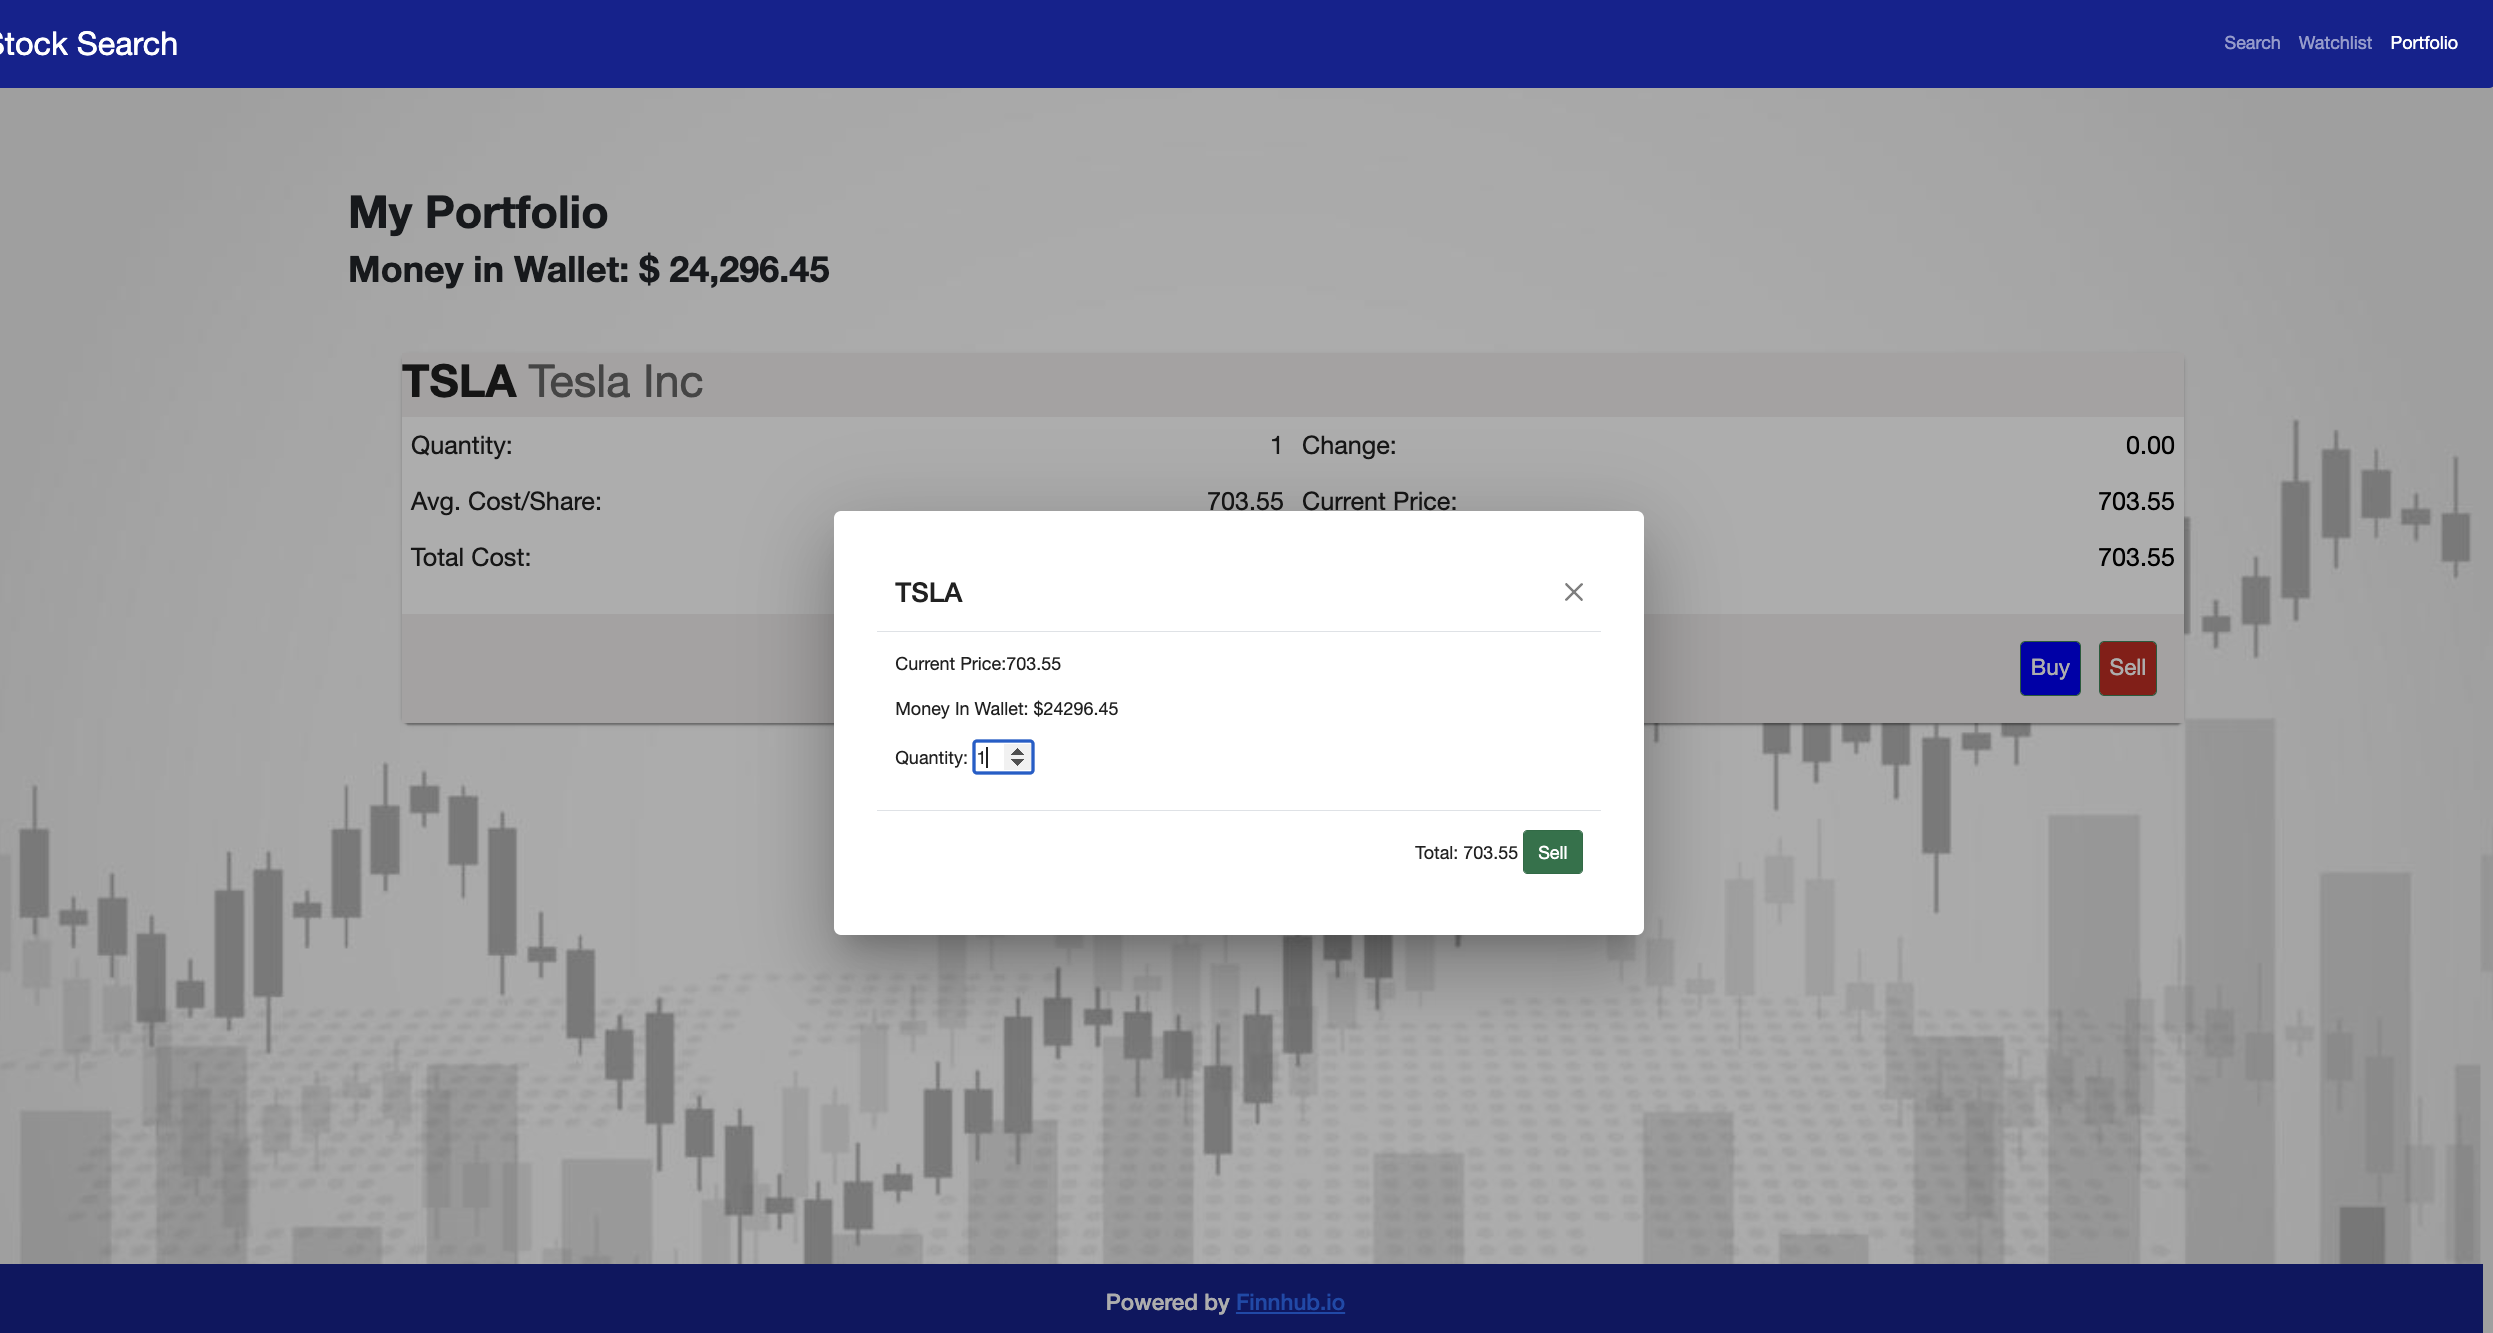 Stock Search
Search Watchlist Portfolio
My Portfolio
Money in Wallet: $ 24,296.45
TSLA Tesla Inc
Quantity: 1 Change: 0.00
Avg. Cost/Share: 703.55 Current Price: 703.55
Total Cost: 703.55
Buy Sell
TSLA
Current Price:703.55
Money In Wallet: $24296.45
Quantity: 1
Total: 703.55 Sell
Powered by Finnhub.io